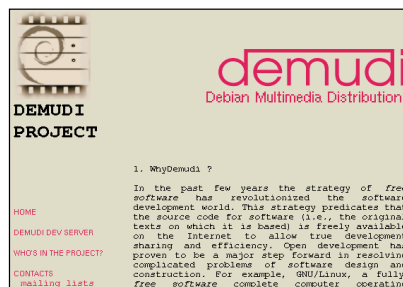 demudi
Debian Multimedia Distribution
DEMUDI
PROJECT
HOME
DEMUDI DEV SERVER
WHO'S IN THE PROJECT?
CONTACTS
mailing lists
1. WhyDemudi ?
In the past few years the strategy of free
software has revolutionized the software
development world. This strategy predicates that
the source code for software (i.e., the original
texts on which it is based) is freely available
on the Internet to allow true development
sharing and efficiency. Open development has
proven to be a major step forward in resolving
complicated problems of software design and
construction. For example, GNU/Linux, a fully
free software complete computer operating